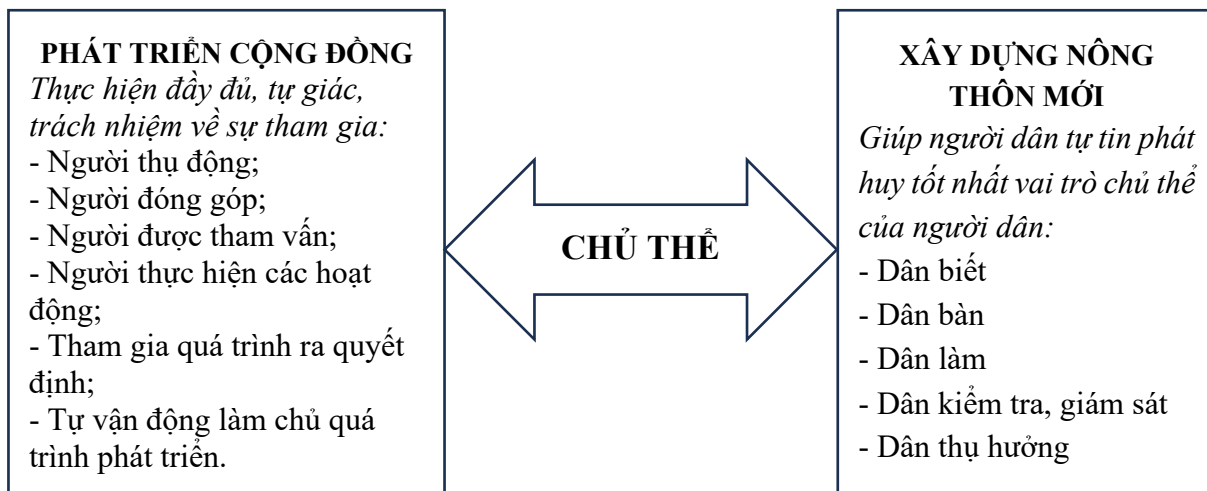 PHÁT TRIỂN CỘNG ĐỒNG
Thực hiện đầy đủ, tự giác,
trách nhiệm về sự tham gia:
- Người thụ động;
- Người đóng góp;
- Người được tham vấn;
- Người thực hiện các hoạt
động;
- Tham gia quá trình ra quyết
định;
- Tự vận động làm chủ quá
trình phát triển.
CHỦ THỂ
XÂY DỰNG NÔNG
THÔN MỚI
Giúp người dân tự tin phát
huy tốt nhất vai trò chủ thể
của người dân:
- Dân biết
- Dân bàn
- Dân làm
- Dân kiểm tra, giám sát
- Dân thụ hưởng